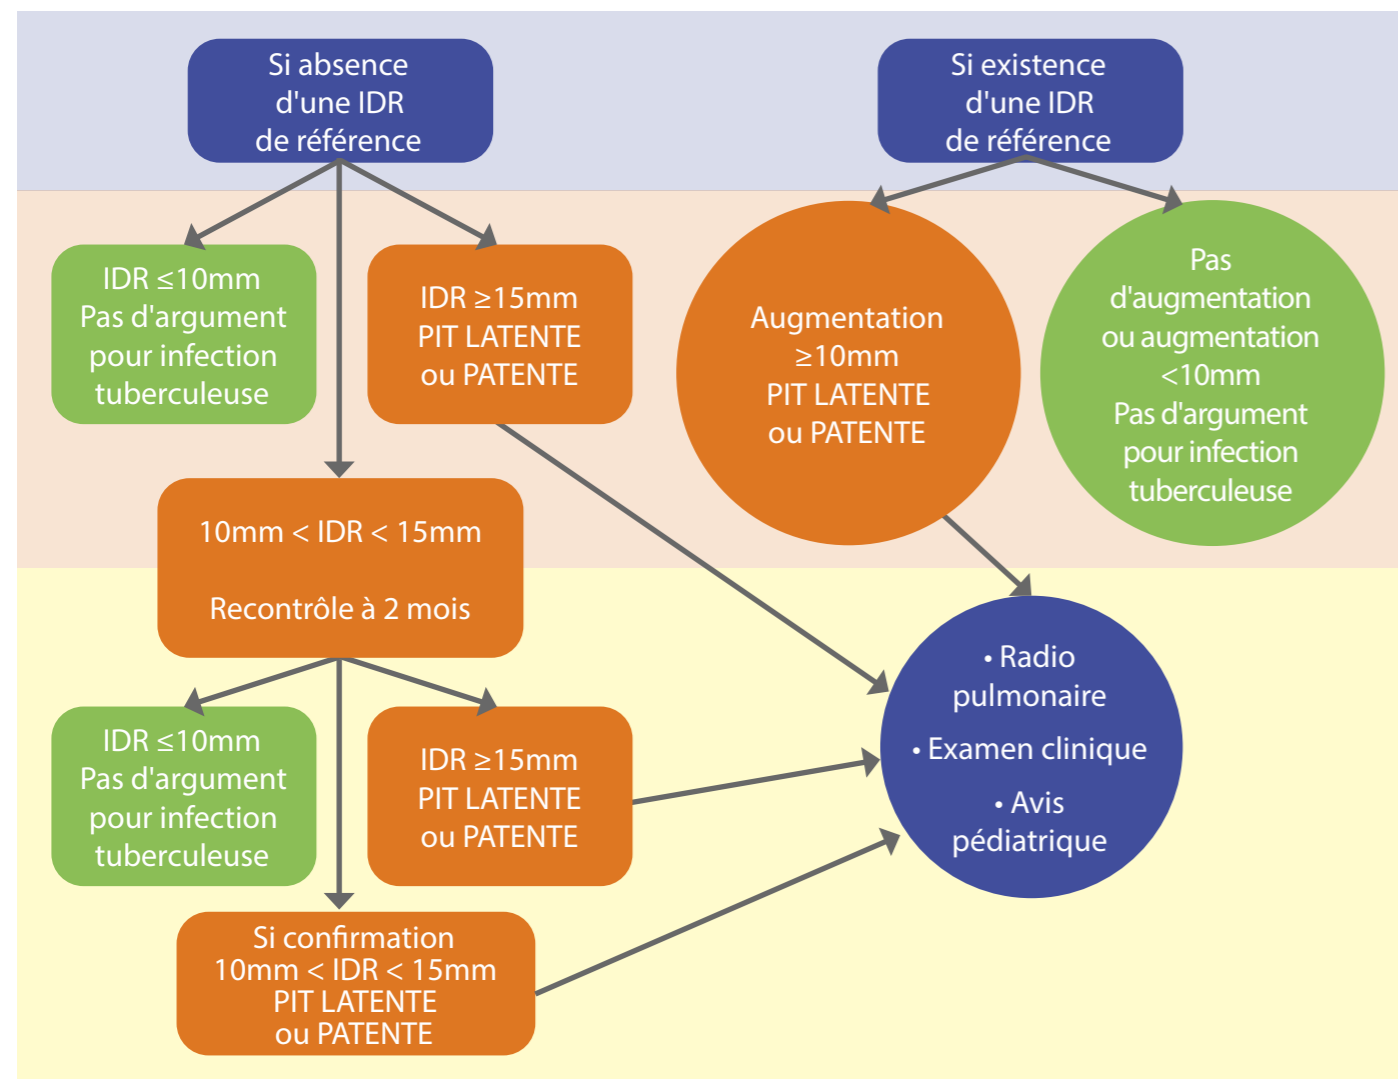 Si absence
d'une IDR
de référence
Si existence
d'une IDR
de référence
IDR ≤10mm
Pas d'argument
pour infection
tuberculeuse
IDR ≥15mm
PIT LATENTE
ou PATENTE
Augmentation
≥10mm
PIT LATENTE
ou PATENTE
Pas
d'augmentation
ou augmentation
<10mm
Pas d'argument
pour infection
tuberculeuse
10mm < IDR < 15mm
Recontrôle à 2 mois
IDR ≤10mm
Pas d'argument
pour infection
tuberculeuse
IDR ≥15mm
PIT LATENTE
ou PATENTE
• Radio
pulmonaire
• Examen clinique
• Avis
pédiatrique
Si confirmation
10mm < IDR < 15mm
PIT LATENTE
ou PATENTE